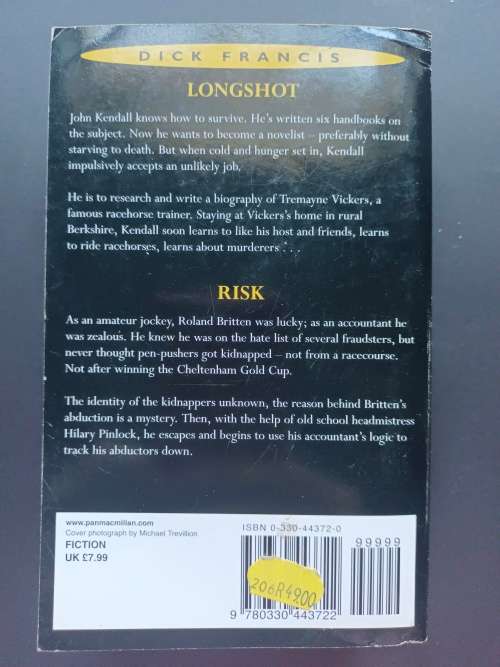 DICK FRANCIS
LONGSHOT
John Kendall knows how to survive. He's written six handbooks on
the subject. Now he wants to become a novelist – preferably without
starving to death. But when cold and hunger set in, Kendall
impulsively accepts an unlikely job.
He is to research and write a biography of Tremayne Vickers, a
famous racehorse trainer. Staying at Vickers's home in rural
Berkshire, Kendall soon learns to like his host and friends, learns
to ride racehorses, learns about murderers . . .
RISK
As an amateur jockey, Roland Britten was lucky; as an accountant he
was zealous. He knew he was on the hate list of several fraudsters, but
never thought pen-pushers got kidnapped – not from a racecourse.
Not after winning the Cheltenham Gold Cup.
The identity of the kidnappers unknown, the reason behind Britten's
abduction is a mystery. Then, with the help of old school headmistress
Hilary Pinlock, he escapes and begins to use his accountant's logic to
track his abductors down.
www.panmacmillan.com
Cover photograph by Michael Trevillion
FICTION
UK £7.99
ISBN 0-330-44372-0
99999
206R4900
9 780330 443722